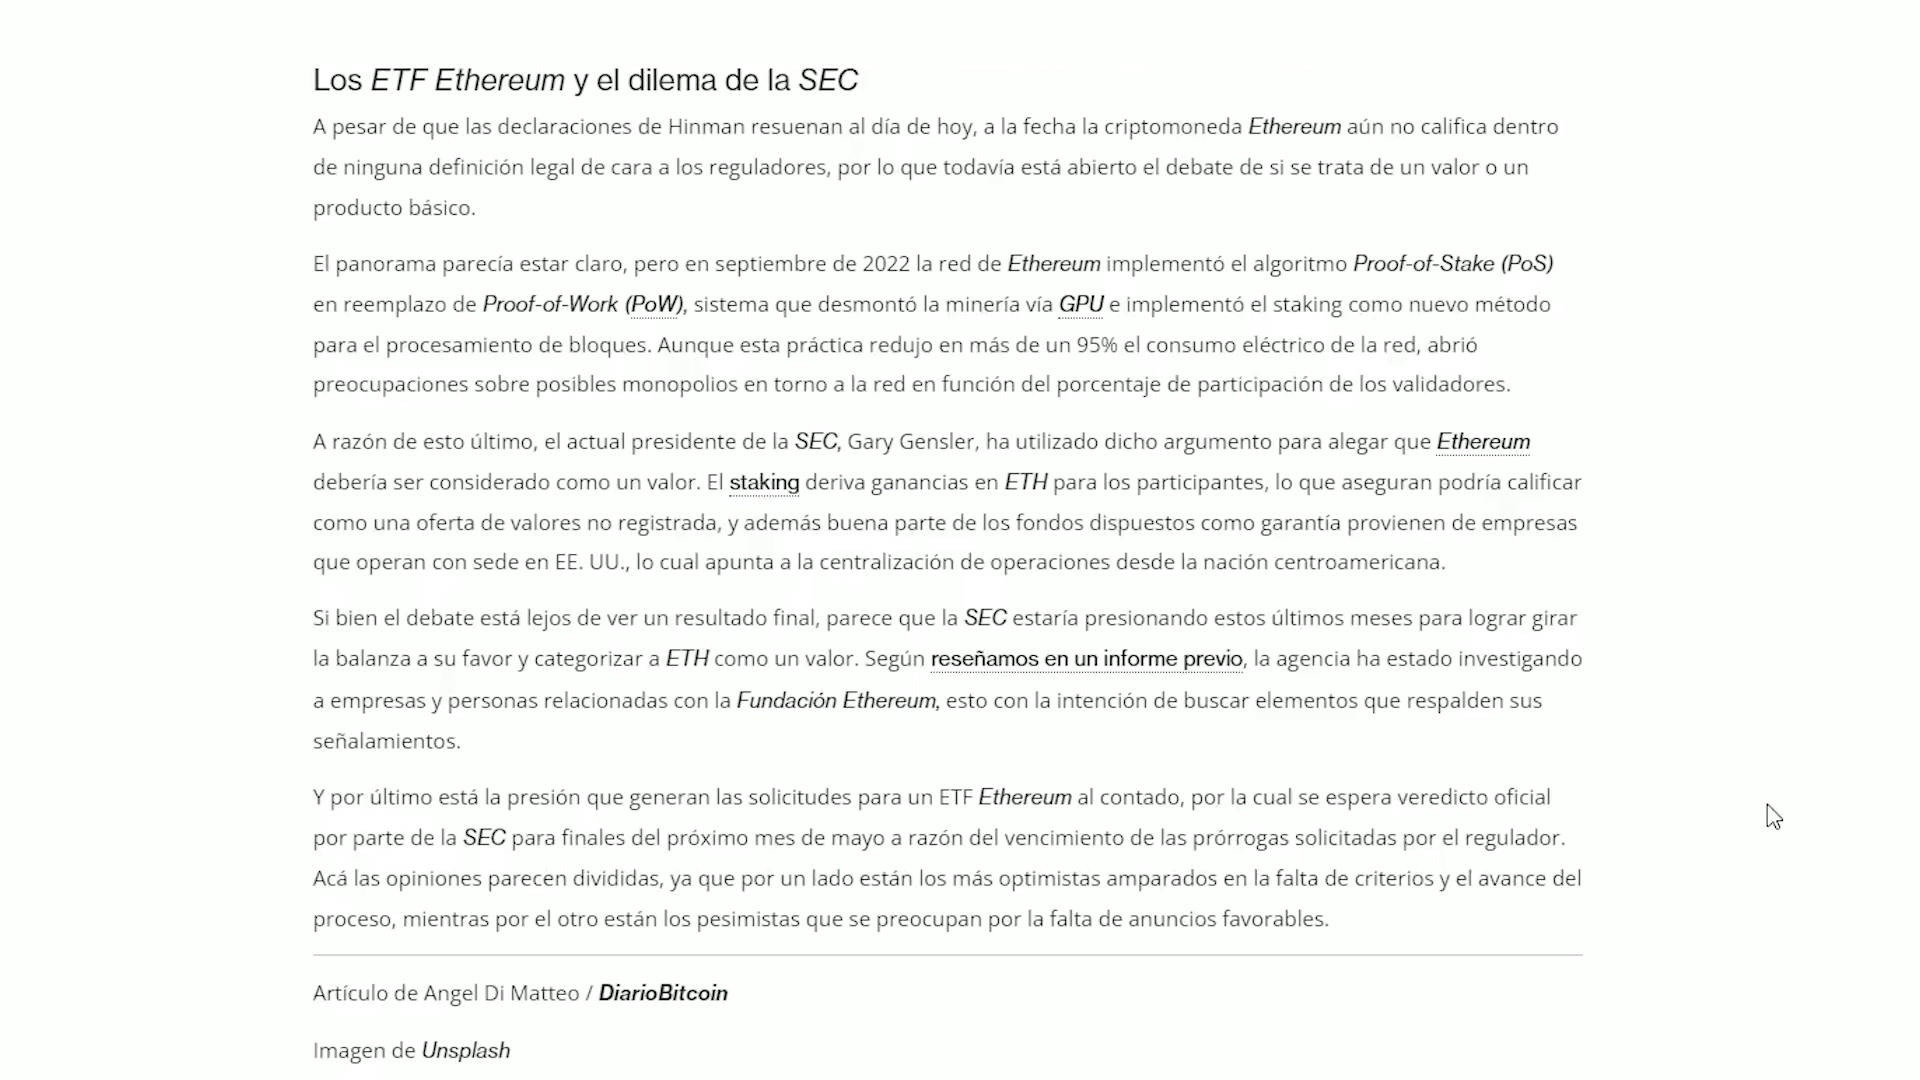 Los ETF Ethereum y el dilema de la SEC
A pesar de que las declaraciones de Hinman resuenan al día de hoy, a la fecha la criptomoneda Ethereum aún no califica dentro
de ninguna definición legal de cara a los reguladores, por lo que todavía está abierto el debate de si se trata de un valor o un
producto básico.
El panorama parecía estar claro, pero en septiembre de 2022 la red de Ethereum implementó el algoritmo Proof-of-Stake (PoS)
en reemplazo de Proof-of-Work (PoW), sistema que desmontó la minería vía GPU e implementó el staking como nuevo método
para el procesamiento de bloques. Aunque esta práctica redujo en más de un 95% el consumo eléctrico de la red, abrió
preocupaciones sobre posibles monopolios en torno a la red en función del porcentaje de participación de los validadores.
A razón de esto último, el actual presidente de la SEC, Gary Gensler, ha utilizado dicho argumento para alegar que Ethereum
debería ser considerado como un valor. El staking deriva ganancias en ETH para los participantes, lo que aseguran podría calificar
como una oferta de valores no registrada, y además buena parte de los fondos dispuestos como garantía provienen de empresas
que operan con sede en EE. UU., lo cual apunta a la centralización de operaciones desde la nación centroamericana.
Si bien el debate está lejos de ver un resultado final, parece que la SEC estaría presionando estos últimos meses para lograr girar
la balanza a su favor y categorizar a ETH como un valor. Según reseñamos en un informe previo, la agencia ha estado investigando
a empresas y personas relacionadas con la Fundación Ethereum, esto con la intención de buscar elementos que respalden sus
señalamientos.
Y por último está la presión que generan las solicitudes para un ETF Ethereum al contado, por la cual se espera veredicto oficial
por parte de la SEC para finales del próximo mes de mayo a razón del vencimiento de las prórrogas solicitadas por el regulador.
Acá las opiniones parecen divididas, ya que por un lado están los más optimistas amparados en la falta de criterios y el avance del
proceso, mientras por el otro están los pesimistas que se preocupan por la falta de anuncios favorables.
Artículo de Angel Di Matteo / DiarioBitcoin
Imagen de Unsplash